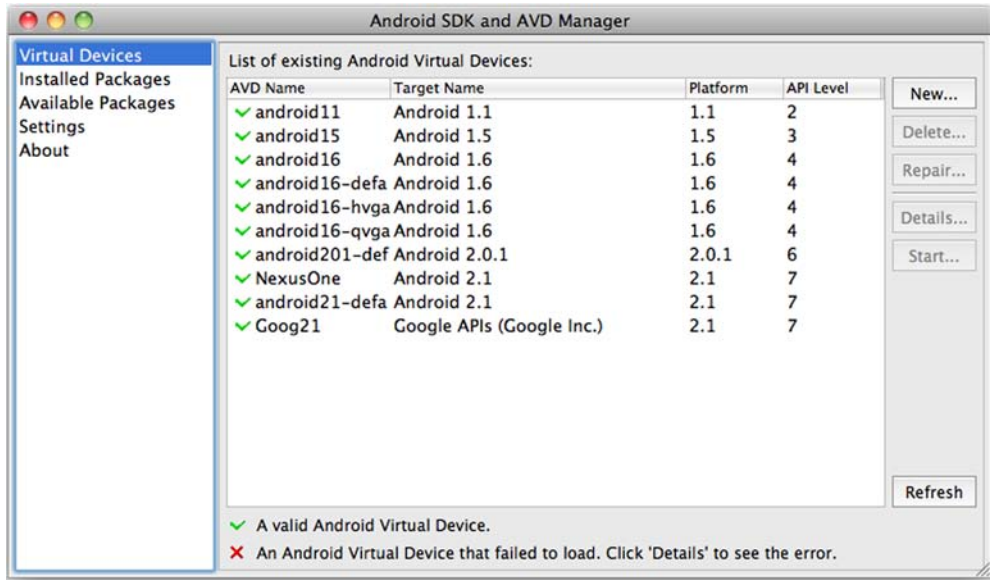 Android SDK and AVD Manager
Virtual Devices
Installed Packages
Available Packages
Settings
About
List of existing Android Virtual Devices:
AVD Name Target Name Platform API Level
android11 Android 1.1 1.1 2
android15 Android 1.5 1.5 3
android16 Android 1.6 1.6 4
android16-defa Android 1.6 1.6 4
android16-hvga Android 1.6 1.6 4
android16-qvga Android 1.6 1.6 4
android201-def Android 2.0.1 2.0.1 6
NexusOne Android 2.1 2.1 7
android21-defa Android 2.1 2.1 7
Goog21 Google APIs (Google Inc.) 2.1 7
New...
Delete...
Repair...
Details...
Start...
Refresh
A valid Android Virtual Device.
An Android Virtual Device that failed to load. Click 'Details' to see the error.